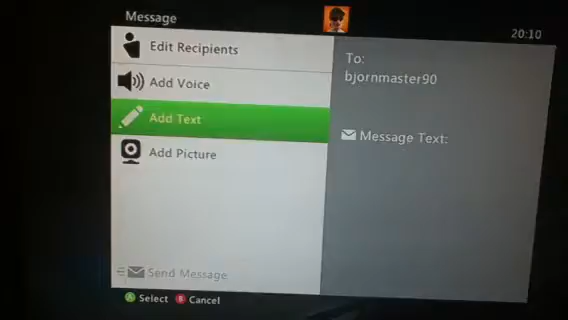 Message
20:10
Edit Recipients
Add Voice
Add Text
Add Picture
Send Message
To:
bjornmaster90
Message Text:
A Select B Cancel